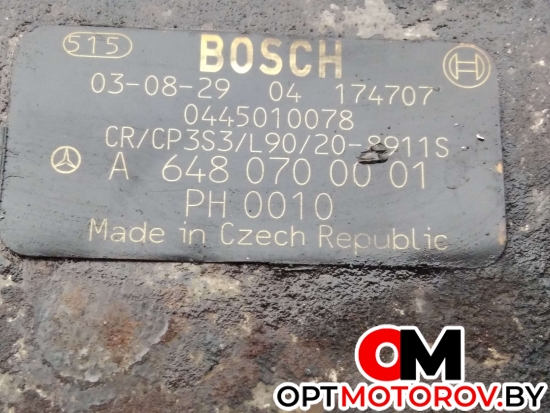 515 BOSCH
03-08-29 04 174707
0445010078
CR/CP3S3/L90/20-8911S
A 648 070 00 01
PH 0010
Made in Czech Republic
OM
OPTMOTOROV.BY